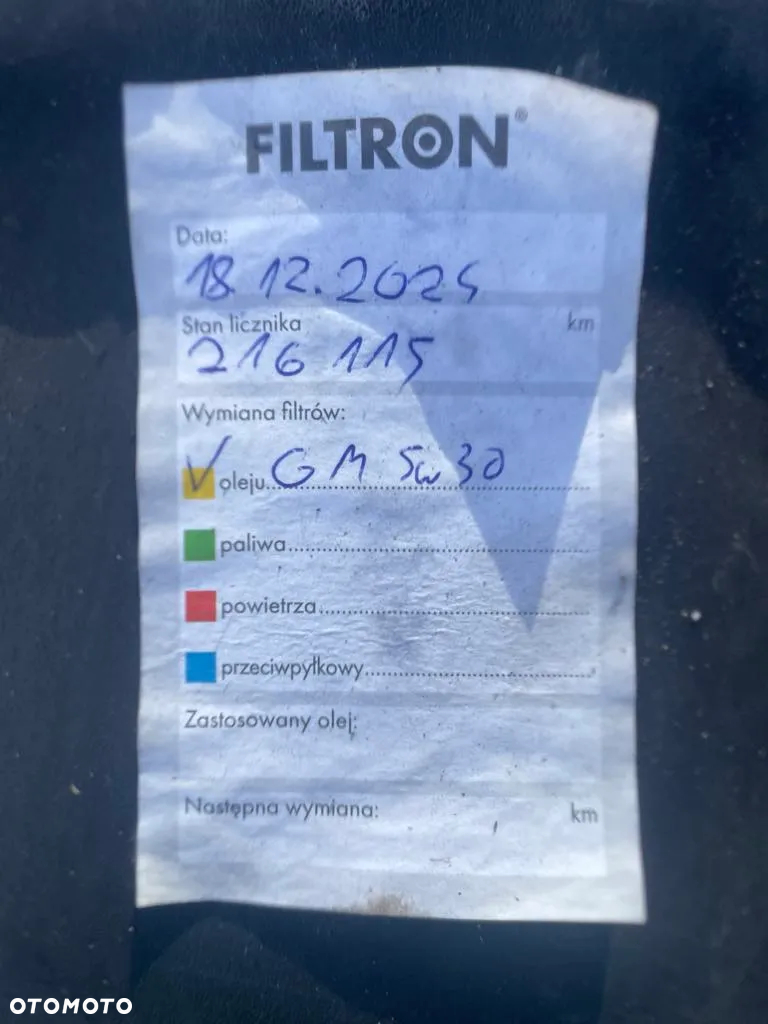 FILTRON®
Data:
18.12.2025
Stan licznika km
216 115
Wymiana filtrów:
V oleju GM 5w30
paliwa
powietrza
przeciwpyłkowy
Zastosowany olej:
Następna wymiana: km
OTOMOTO